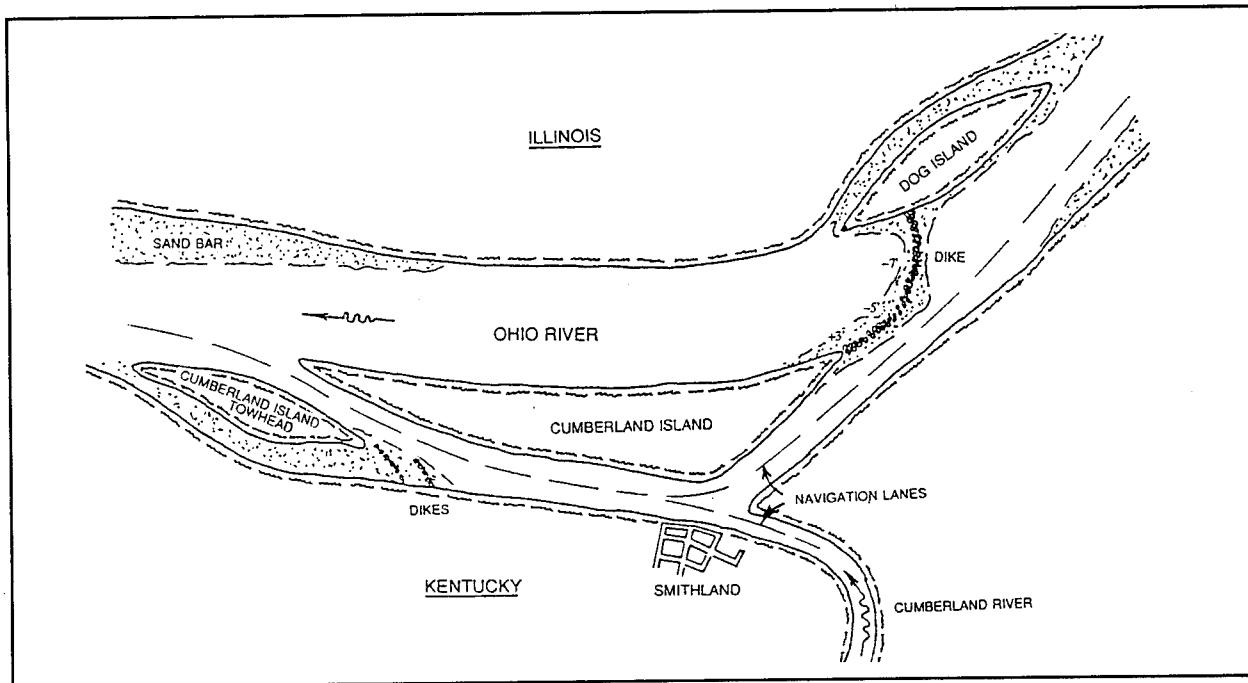 ILLINOIS
DOG ISLAND
SAND BAR
-7'
DIKE
-5'
+3'
OHIO RIVER
CUMBERLAND ISLAND
TOWHEAD
CUMBERLAND ISLAND
NAVIGATION LANES
DIKES
SMITHLAND
KENTUCKY
CUMBERLAND RIVER